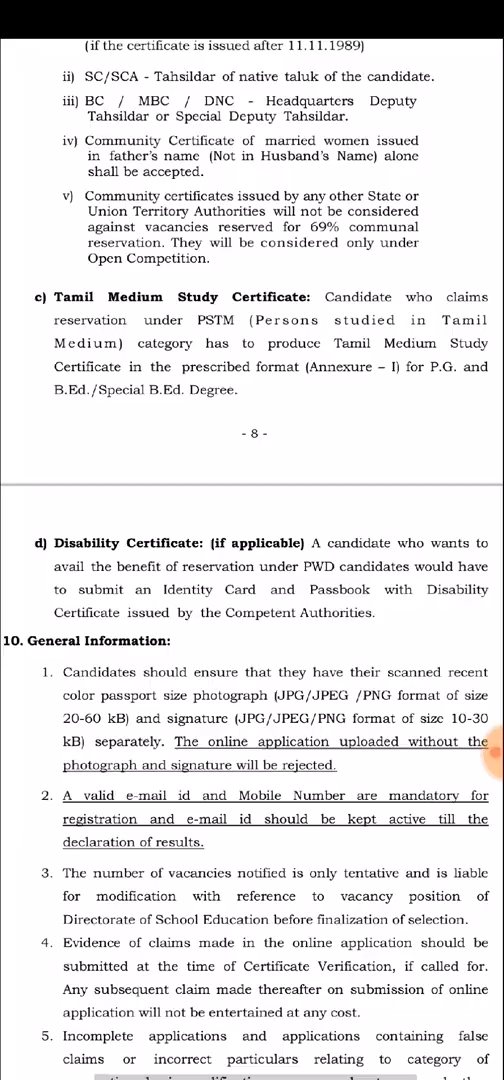 (if the certificate is issued after 11.11.1989)
ii) SC/SCA - Tahsildar of native taluk of the candidate.
iii) BC / MBC / DNC - Headquarters Deputy
Tahsildar or Special Deputy Tahsildar.
iv) Community Certificate of married women issued
in father's name (Not in Husband's Name) alone
shall be accepted.
v) Community certificates issued by any other State or
Union Territory Authorities will not be considered
against vacancies reserved for 69% communal
reservation. They will be considered only under
Open Competition.
c) Tamil Medium Study Certificate: Candidate who claims
reservation under PSTM (Persons studied in Tamil
Medium) category has to produce Tamil Medium Study
Certificate in the prescribed format (Annexure – I) for P.G. and
B.Ed./Special B.Ed. Degree.
- 8 -
d) Disability Certificate: (if applicable) A candidate who wants to
avail the benefit of reservation under PWD candidates would have
to submit an Identity Card and Passbook with Disability
Certificate issued by the Competent Authorities.
10. General Information:
1. Candidates should ensure that they have their scanned recent
color passport size photograph (JPG/JPEG /PNG format of size
20-60 kB) and signature (JPG/JPEG/PNG format of size 10-30
kB) separately. The online application uploaded without the
photograph and signature will be rejected.
2. A valid e-mail id and Mobile Number are mandatory for
registration and e-mail id should be kept active till the
declaration of results.
3. The number of vacancies notified is only tentative and is liable
for modification with reference to vacancy position of
Directorate of School Education before finalization of selection.
4. Evidence of claims made in the online application should be
submitted at the time of Certificate Verification, if called for.
Any subsequent claim made thereafter on submission of online
application will not be entertained at any cost.
5. Incomplete applications and applications containing false
claims or incorrect particulars relating to category of